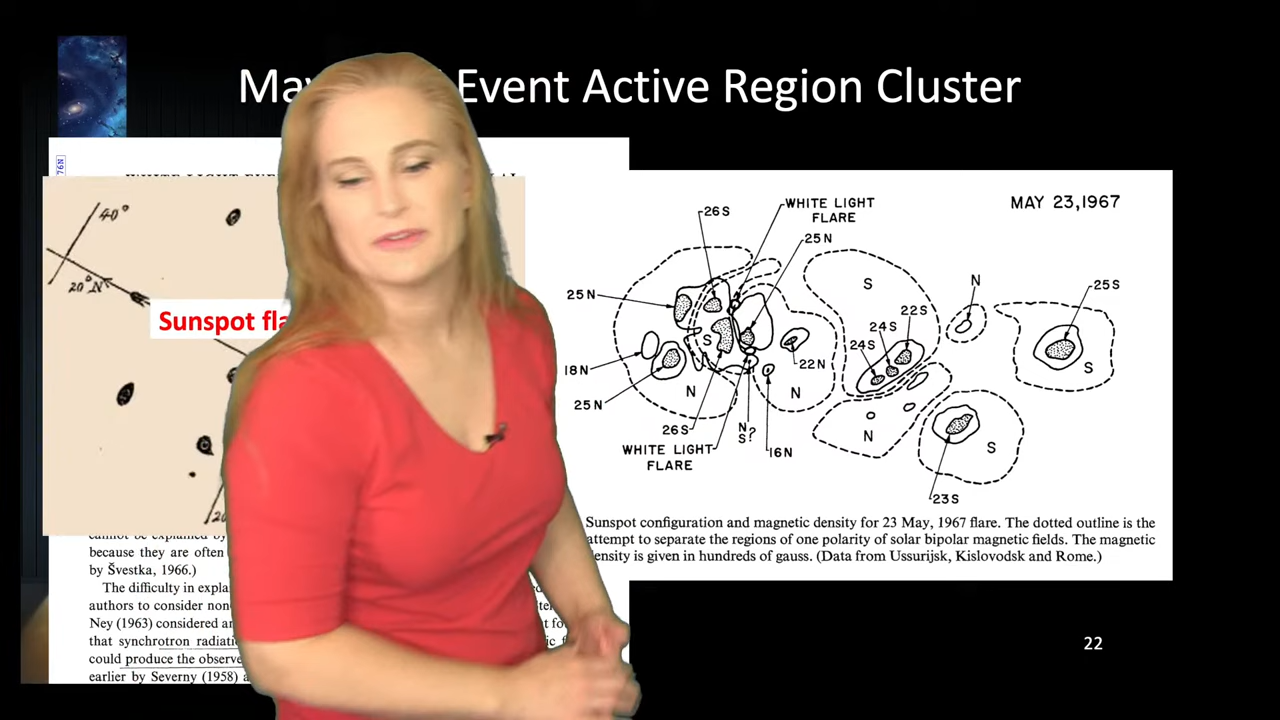 May Event Active Region Cluster
76N
40°
20°N
Sunspot fla
MAY 23,1967
WHITE LIGHT
FLARE
26S
25N
25N
18N
25N
26S
WHITE LIGHT
FLARE
S
N
N
S?
16N
22N
N
S
24S
24S
22S
N
N
25S
S
S
23S
Sunspot configuration and magnetic density for 23 May, 1967 flare. The dotted outline is the
attempt to separate the regions of one polarity of solar bipolar magnetic fields. The magnetic
ensity is given in hundreds of gauss. (Data from Ussurijsk, Kislovodsk and Rome.)
cannot be explained by
because they are often
by Švestka, 1966.)
The difficulty in expla
authors to consider non
Ney (1963) considered an
that synchrotron radiati
could produce the observe
earlier by Severny (1958) a
22